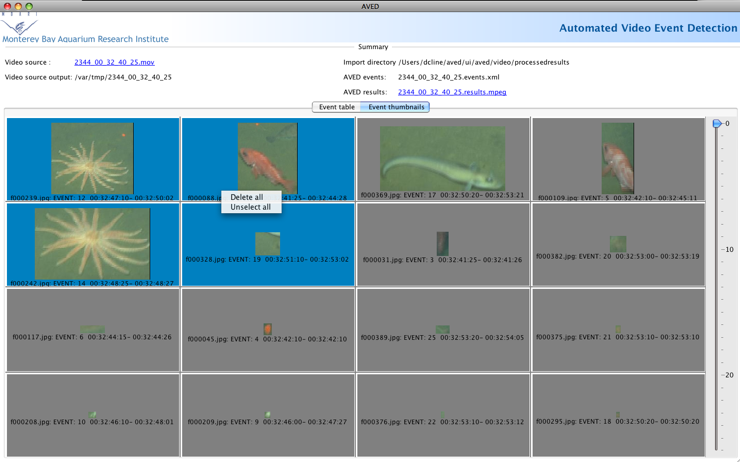 AVED
MBARI
Monterey Bay Aquarium Research Institute
Automated Video Event Detection
Summary
Video source : 2344_00_32_40_25.mov
Import directory /Users/dcline/aved/ui/aved/video/processedresults
Video source output: /var/tmp/2344_00_32_40_25
AVED events: 2344_00_32_40_25.events.xml
AVED results: 2344_00_32_40_25.results.mpeg
Event table Event thumbnails
0
f000239.jpg: EVENT: 12 00:32:47:10- 00:32:50:02
f000088.jpg: 41:25- 00:32:44:28
f000369.jpg: EVENT: 17 00:32:50:20- 00:32:53:21
f000109.jpg: EVENT: 5 00:32:42:10- 00:32:45:11
Delete all
Unselect all
f000242.jpg: EVENT: 14 00:32:48:25- 00:32:48:27
f000328.jpg: EVENT: 19 00:32:51:10- 00:32:53:02
f000031.jpg: EVENT: 3 00:32:41:25- 00:32:41:26
f000382.jpg: EVENT: 20 00:32:53:00- 00:32:53:19
10
f000117.jpg: EVENT: 6 00:32:44:15- 00:32:44:26
f000045.jpg: EVENT: 4 00:32:42:10- 00:32:42:10
f000389.jpg: EVENT: 25 00:32:53:20- 00:32:54:05
f000375.jpg: EVENT: 21 00:32:53:10- 00:32:53:10
20
f000208.jpg: EVENT: 10 00:32:46:10- 00:32:48:01
f000209.jpg: EVENT: 9 00:32:46:00- 00:32:47:27
f000376.jpg: EVENT: 22 00:32:53:10- 00:32:53:12
f000295.jpg: EVENT: 18 00:32:50:20- 00:32:50:20